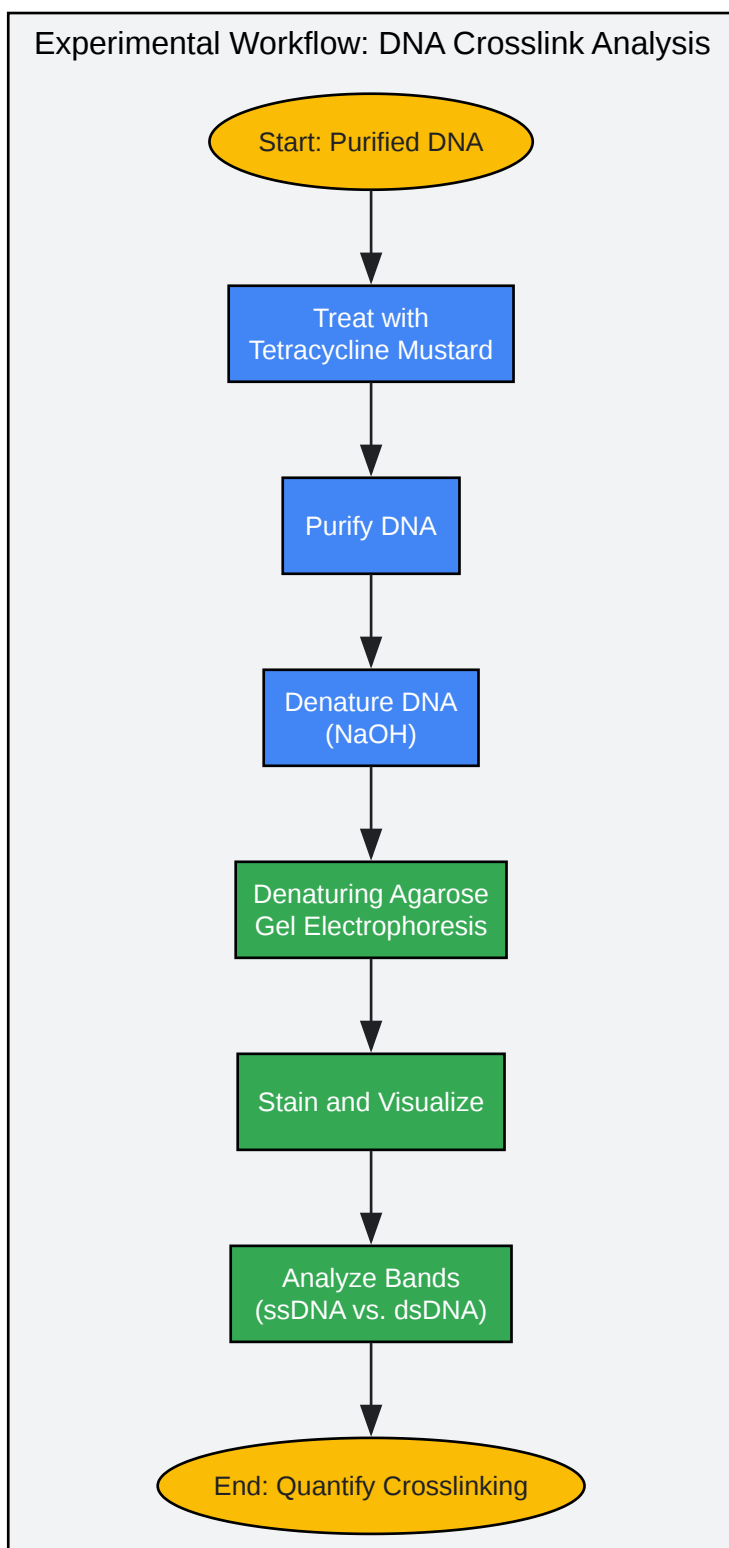 Experimental Workflow: DNA Crosslink Analysis
Start: Purified DNA
Treat with
Tetracycline Mustard
Purify DNA
Denature DNA
(NaOH)
Denaturing Agarose
Gel Electrophoresis
Stain and Visualize
Analyze Bands
(ssDNA vs. dsDNA)
End: Quantify Crosslinking